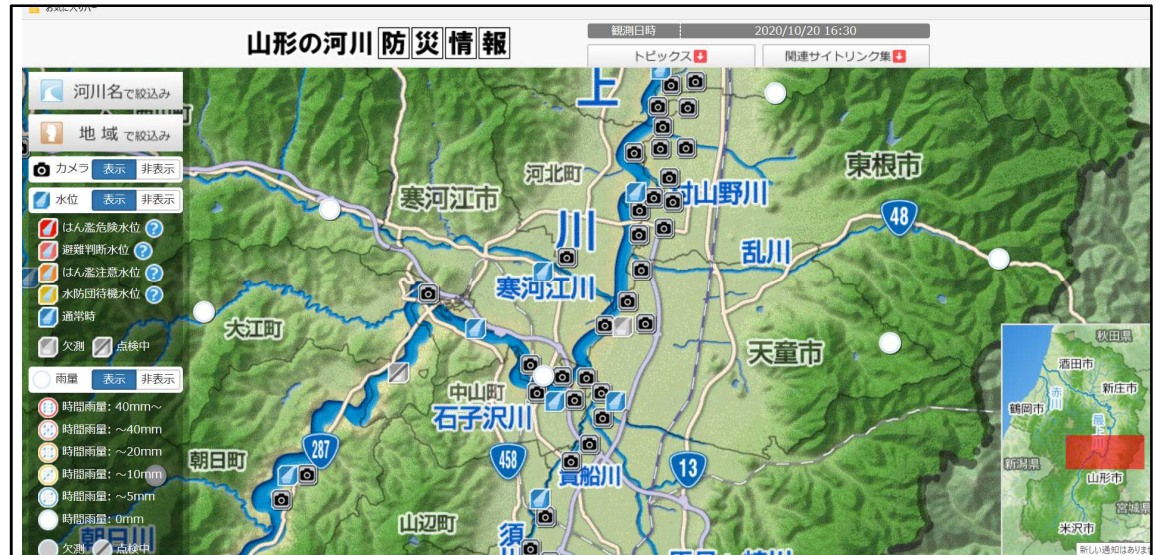 お気に入りバー
山形の河川 防災情報
観測日時 2020/10/20 16:30
トピックス
関連サイトリンク集
河川名で絞込み
地域で絞込み
カメラ 表示 非表示
水位 表示 非表示
はん濫危険水位 ?
避難判断水位 ?
はん濫注意水位 ?
水防団待機水位 ?
通常時
欠測 点検中
雨量 表示 非表示
時間雨量: 40mm~
時間雨量: ~40mm
時間雨量: ~20mm
時間雨量: ~10mm
時間雨量: ~5mm
時間雨量: 0mm
欠測 点検中
上
川
河北町
寒河江市
東根市
村山野川
48
乱川
寒河江川
大江町
天童市
中山町
石子沢川
朝日町
287
458
13
貴船川
山辺町
須
朝日川
秋田県
酒田市
新庄市
赤川
鶴岡市
最上
新潟県
山形市
宮城県
米沢市
新しい通知はありま